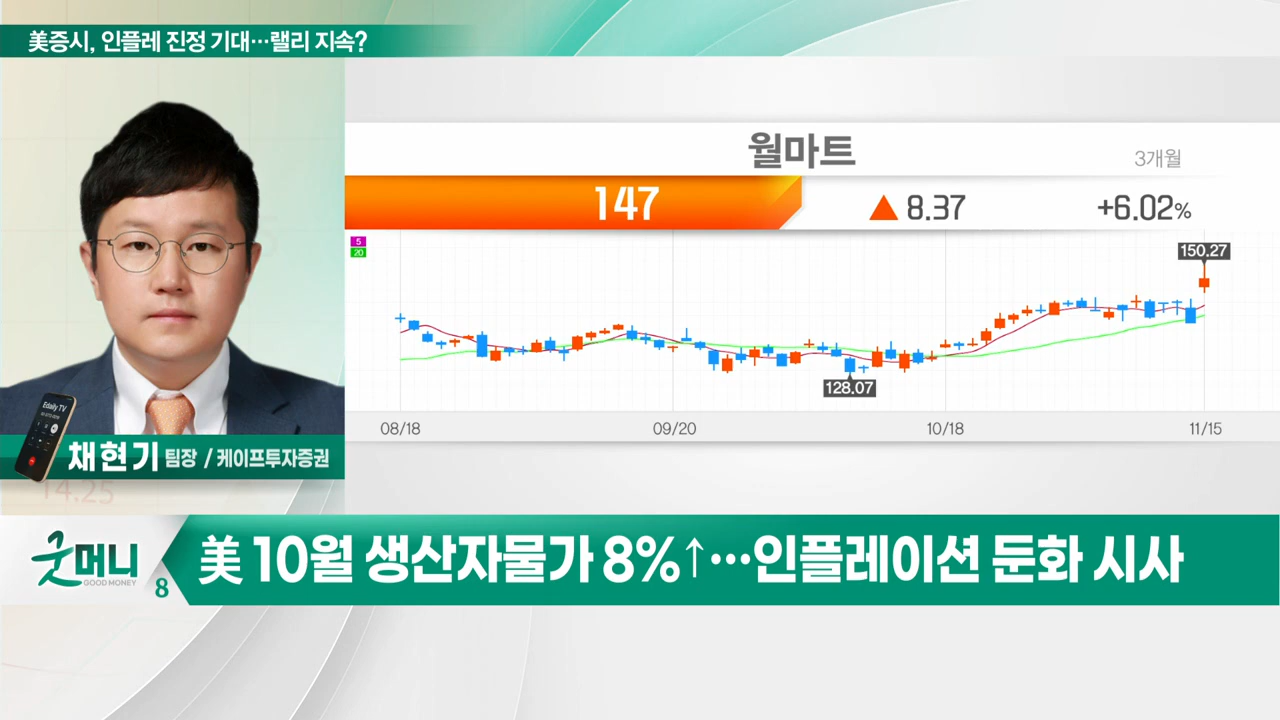 美증시, 인플레 진정 기대…랠리 지속?
월마트
3개월
147
▲ 8.37
+6.02%
5
20
150.27
128.07
08/18
09/20
10/18
11/15
Edaily TV
채현기 팀장 / 케이프투자증권
14.25
굿머니
GOOD MONEY
8
美 10월 생산자물가 8%↑…인플레이션 둔화 시사